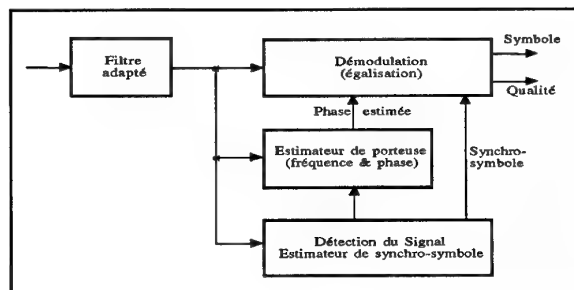 Filtre
adapté
Démodulation
(égalisation)
Symbole
Qualité
Phase estimée
Estimateur de porteuse
(fréquence & phase)
Synchro-
symbole
Détection du Signal
Estimateur de synchro-symbole